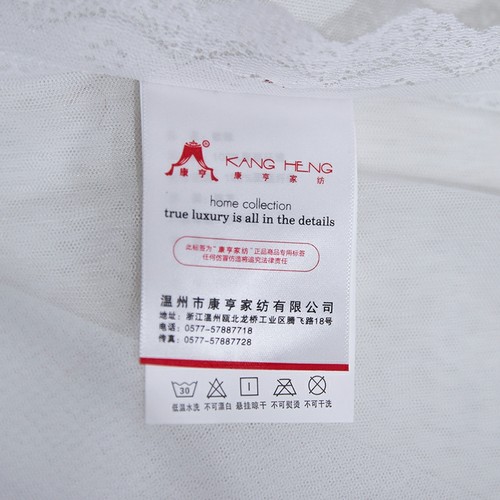 KANG HENG
康亨
康亨家纺
home collection
true luxury is all in the details
此标签为"康亨家纺"正品商品专用标签
任何仿冒伪造将追究法律责任
温州市康亨家纺有限公司
地址：浙江温州瓯北龙桥工业区腾飞路18号
电话：0577-57887718
传真：0577-57887728
30
低温水洗 不可漂白 悬挂晾干 不可熨烫 不可干洗